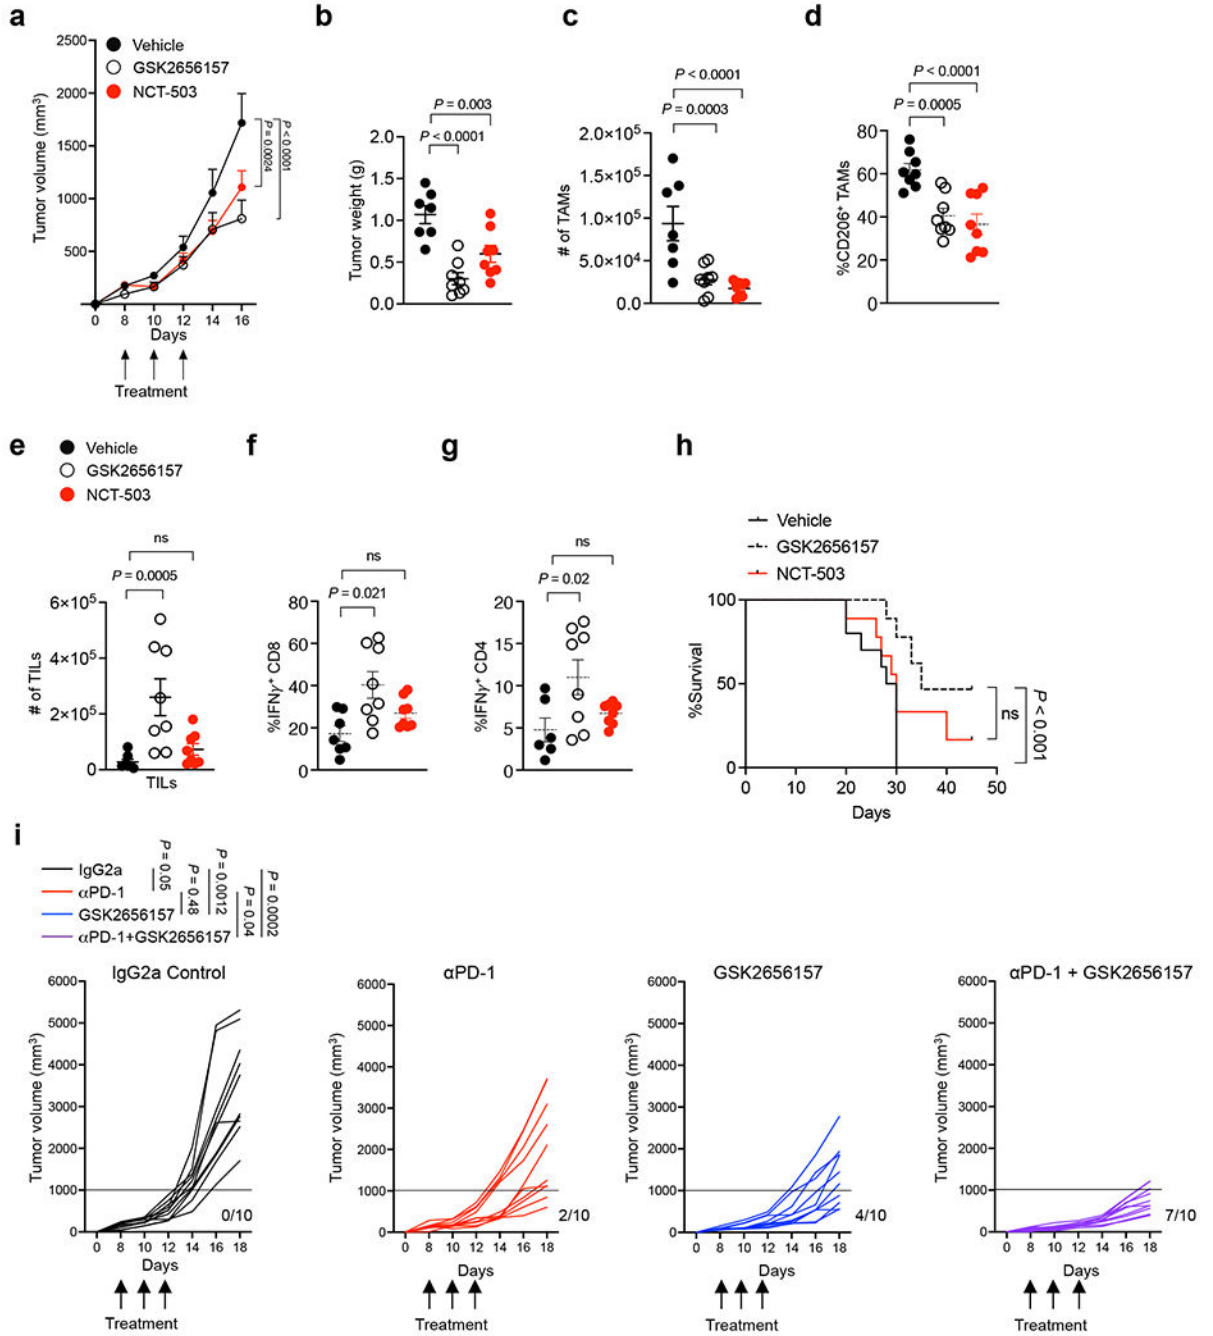 a
2500
2000
1500
1000
500
Tumor volume (mm³)
Vehicle
GSK2656157
NCT-503
P = 0.0024
P < 0.0001
0 8 10 12 14 16
Days
Treatment
b
P = 0.003
P < 0.0001
2.0
1.5
1.0
0.5
0.0
Tumor weight (g)
c
P < 0.0001
P = 0.0003
2.0×10⁵
1.5×10⁵
1.0×10⁵
5.0×10⁴
0.0
# of TAMs
d
P < 0.0001
P = 0.0005
80
60
40
20
0
%CD206⁺ TAMs
e
Vehicle
GSK2656157
NCT-503
ns
P = 0.0005
6×10⁵
4×10⁵
2×10⁵
0
# of TILs
TILs
f
ns
P = 0.021
80
60
40
20
0
%IFNγ⁺ CD8
g
ns
P = 0.02
20
15
10
5
0
%IFNγ⁺ CD4
h
Vehicle
GSK2656157
NCT-503
100
50
0
%Survival
ns
P < 0.001
0 10 20 30 40 50
Days
i
IgG2a
αPD-1
GSK2656157
αPD-1+GSK2656157
P = 0.05
P = 0.48
P = 0.0012
P = 0.04
P = 0.0002
IgG2a Control
6000
5000
4000
3000
2000
1000
0
Tumor volume (mm³)
0/10
0 8 10 12 14 16 18
Days
Treatment
αPD-1
6000
5000
4000
3000
2000
1000
0
Tumor volume (mm³)
2/10
0 8 10 12 14 16 18
Days
Treatment
GSK2656157
6000
5000
4000
3000
2000
1000
0
Tumor volume (mm³)
4/10
0 8 10 12 14 16 18
Days
Treatment
αPD-1 + GSK2656157
6000
5000
4000
3000
2000
1000
0
Tumor volume (mm³)
7/10
0 8 10 12 14 16 18
Days
Treatment